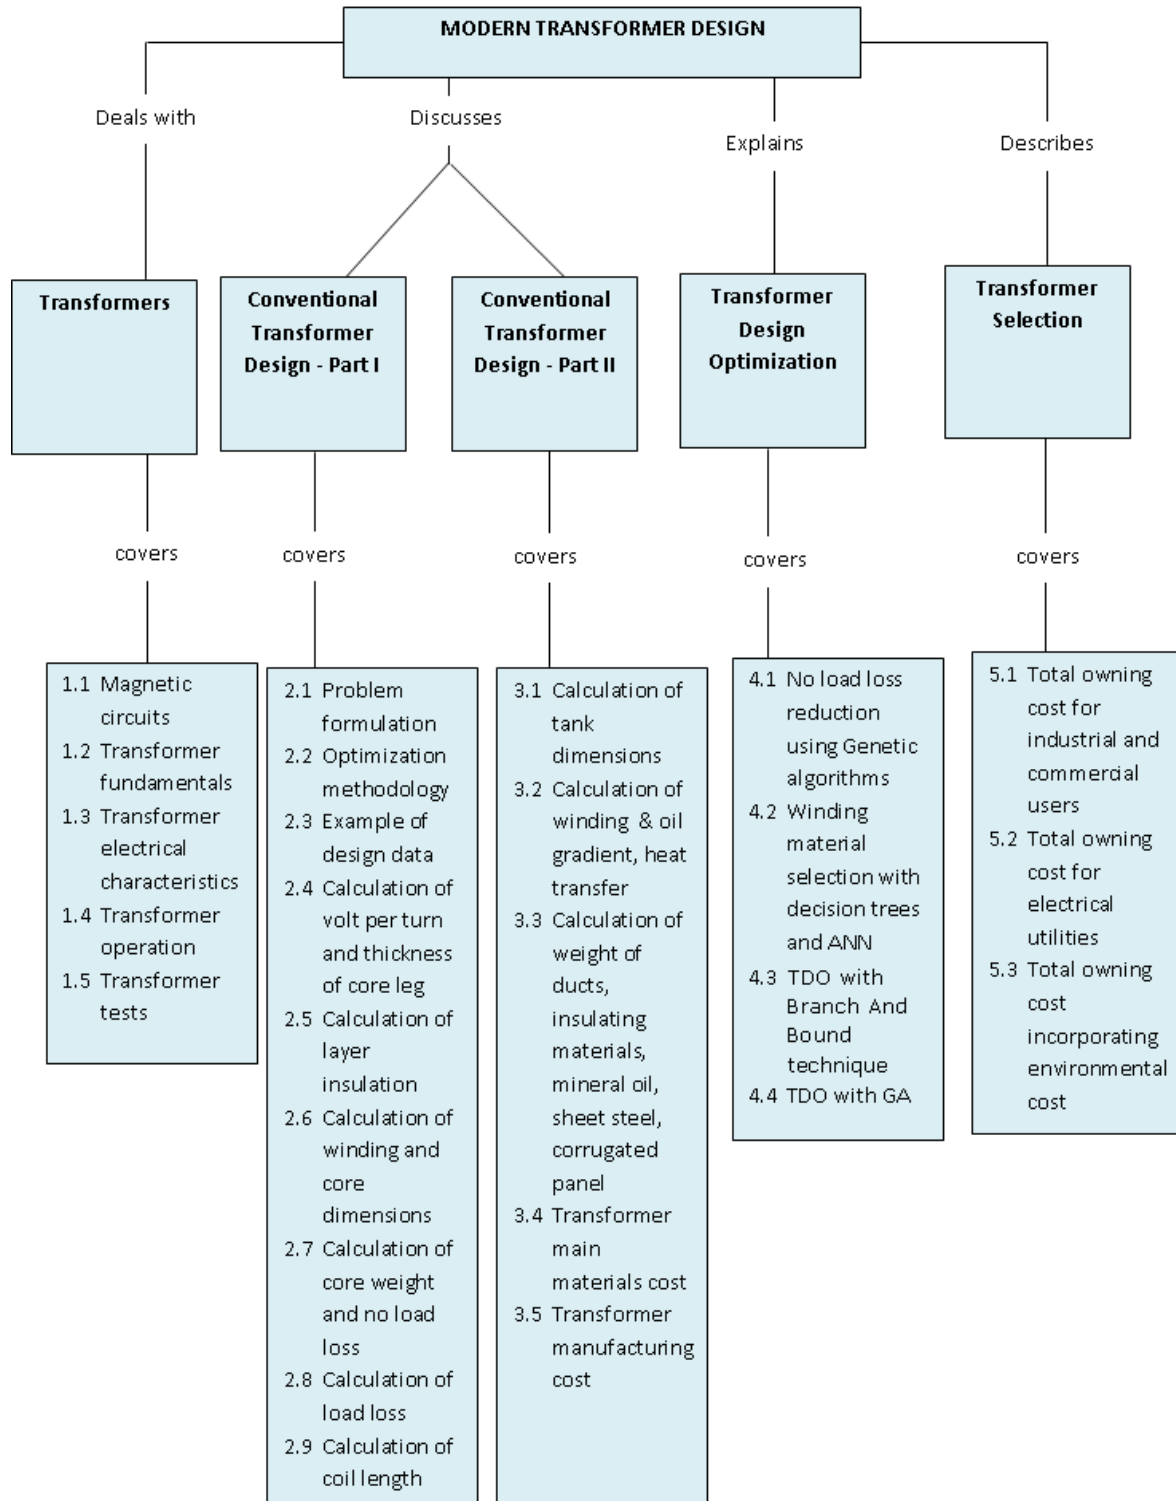 MODERN TRANSFORMER DESIGN
Deals with
Discusses
Explains
Describes
Transformers
Conventional
Transformer
Design - Part I
Conventional
Transformer
Design - Part II
Transformer
Design
Optimization
Transformer
Selection
covers
covers
covers
covers
covers
1.1 Magnetic
circuits
1.2 Transformer
fundamentals
1.3 Transformer
electrical
characteristics
1.4 Transformer
operation
1.5 Transformer
tests
2.1 Problem
formulation
2.2 Optimization
methodology
2.3 Example of
design data
2.4 Calculation of
volt per turn
and thickness
of core leg
2.5 Calculation of
layer
insulation
2.6 Calculation of
winding and
core
dimensions
2.7 Calculation of
core weight
and no load
loss
2.8 Calculation of
load loss
2.9 Calculation of
coil length
3.1 Calculation of
tank
dimensions
3.2 Calculation of
winding & oil
gradient, heat
transfer
3.3 Calculation of
weight of
ducts,
insulating
materials,
mineral oil,
sheet steel,
corrugated
panel
3.4 Transformer
main
materials cost
3.5 Transformer
manufacturing
cost
4.1 No load loss
reduction
using Genetic
algorithms
4.2 Winding
material
selection with
decision trees
and ANN
4.3 TDO with
Branch And
Bound
technique
4.4 TDO with GA
5.1 Total owning
cost for
industrial and
commercial
users
5.2 Total owning
cost for
electrical
utilities
5.3 Total owning
cost
incorporating
environmental
cost